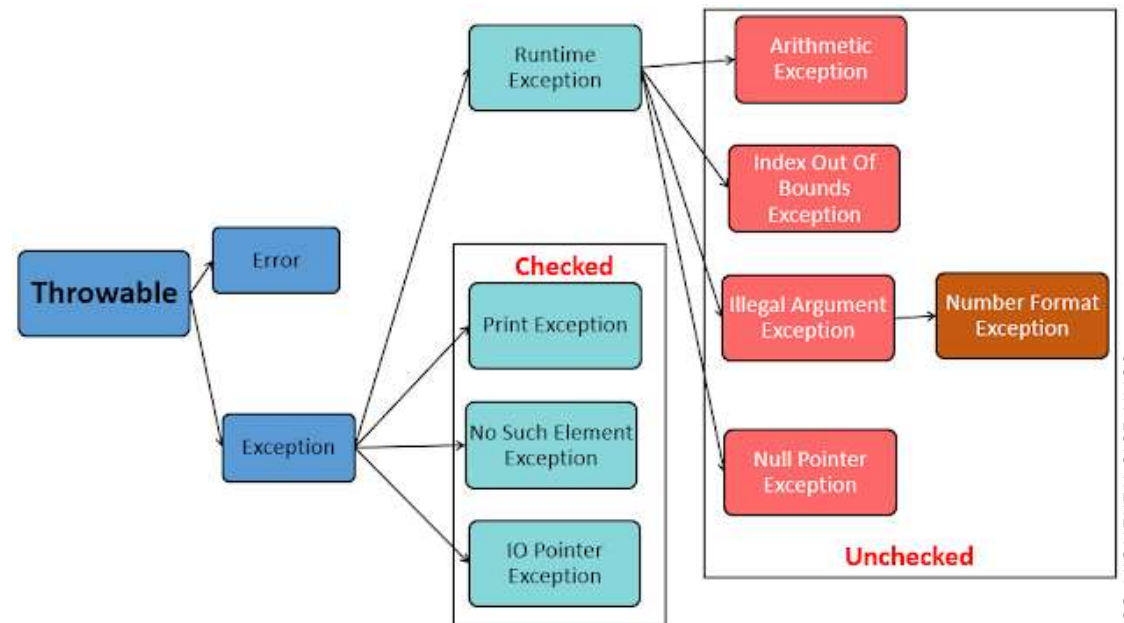 Runtime
Exception
Arithmetic
Exception
Index Out Of
Bounds
Exception
Error
Throwable
Checked
Print Exception
Illegal Argument
Exception
Number Format
Exception
Exception
No Such Element
Exception
Null Pointer
Exception
IO Pointer
Exception
Unchecked